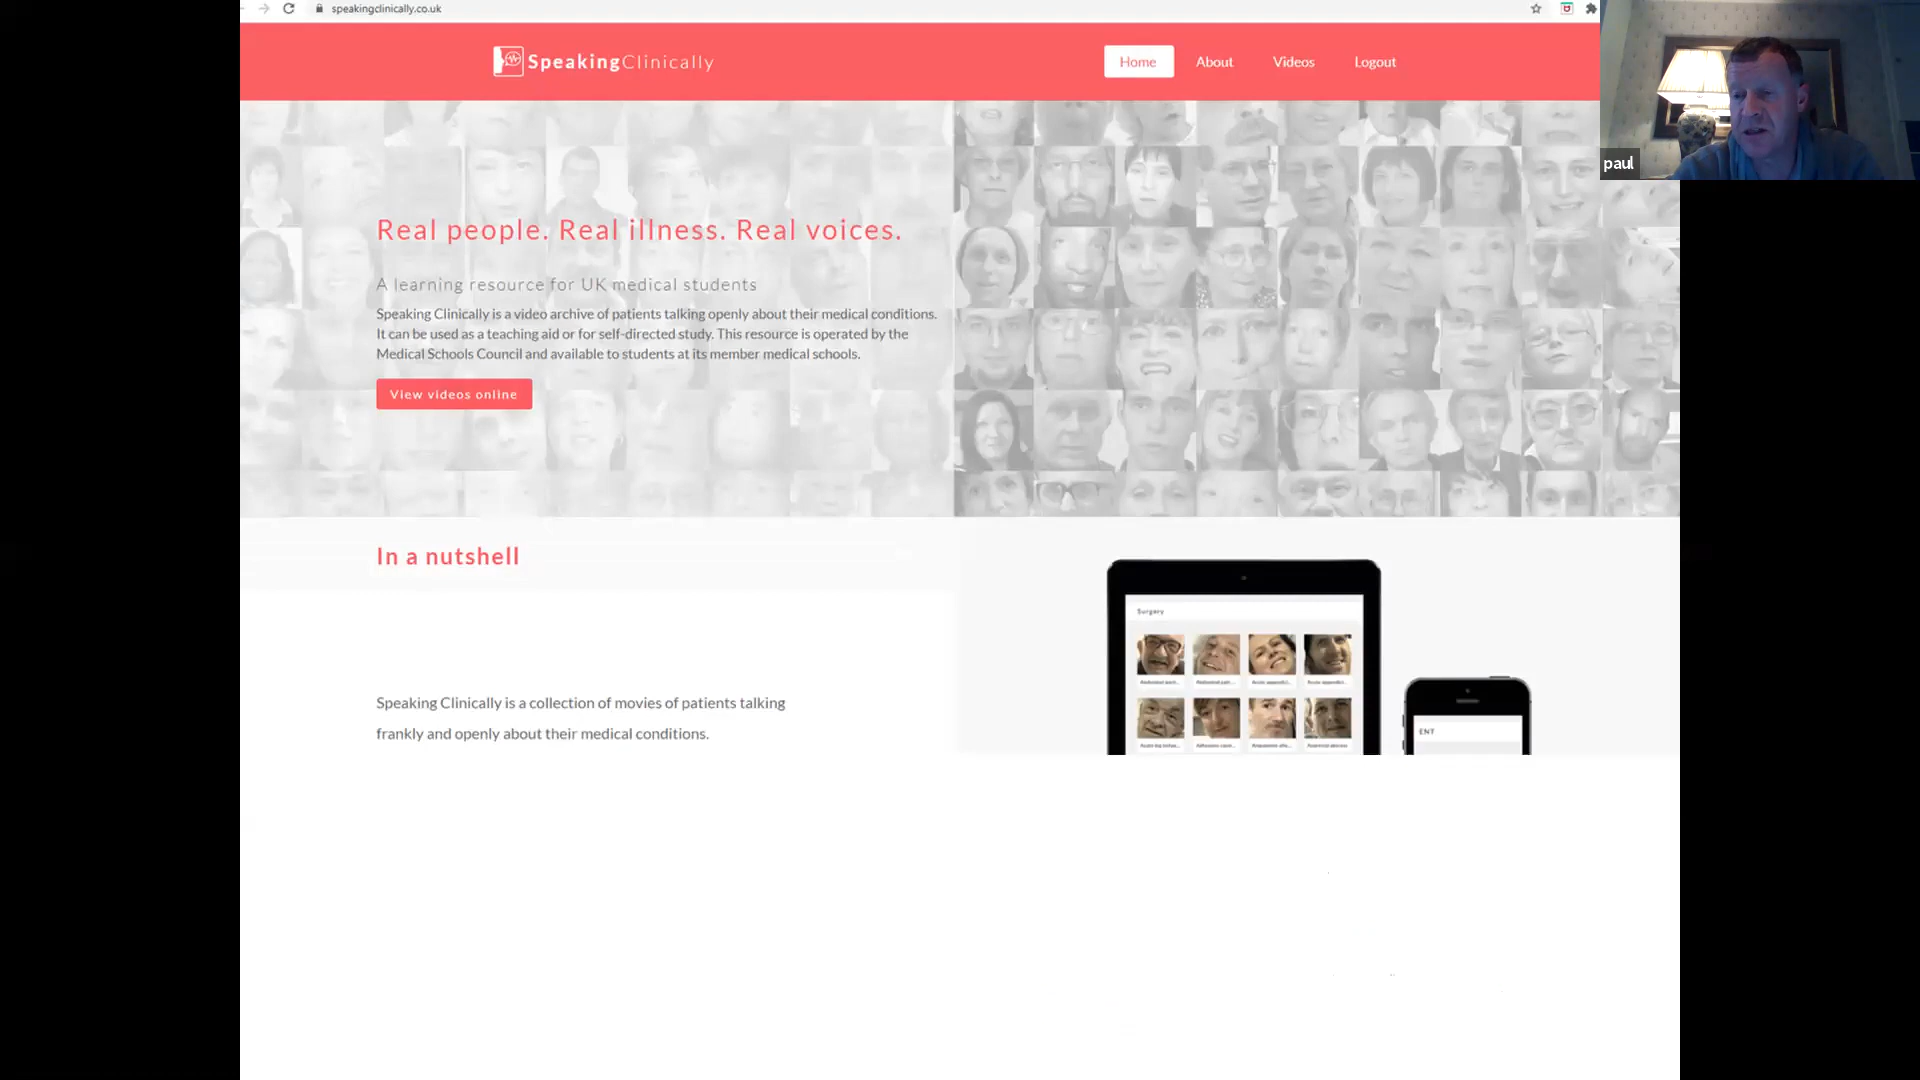 speakingclinically.co.uk
SpeakingClinically
Home
About
Videos
Logout
paul
Real people. Real illness. Real voices.
A learning resource for UK medical students
Speaking Clinically is a video archive of patients talking openly about their medical conditions.
It can be used as a teaching aid or for self-directed study. This resource is operated by the
Medical Schools Council and available to students at its member medical schools.
View videos online
In a nutshell
Speaking Clinically is a collection of movies of patients talking
frankly and openly about their medical conditions.
Surgery
ENT